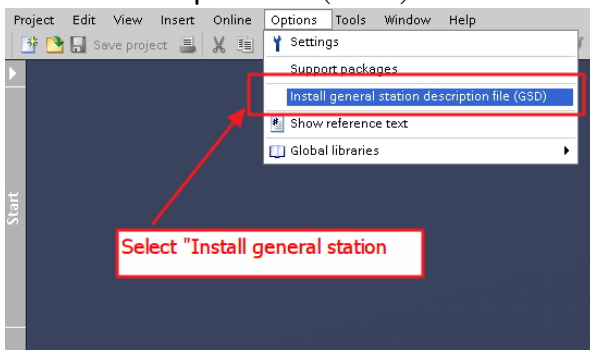 Project Edit View Insert Online Options Tools Window Help
Save project
Settings
Support packages
Install general station description file (GSD)
Show reference text
Global libraries
Start
Select "Install general station